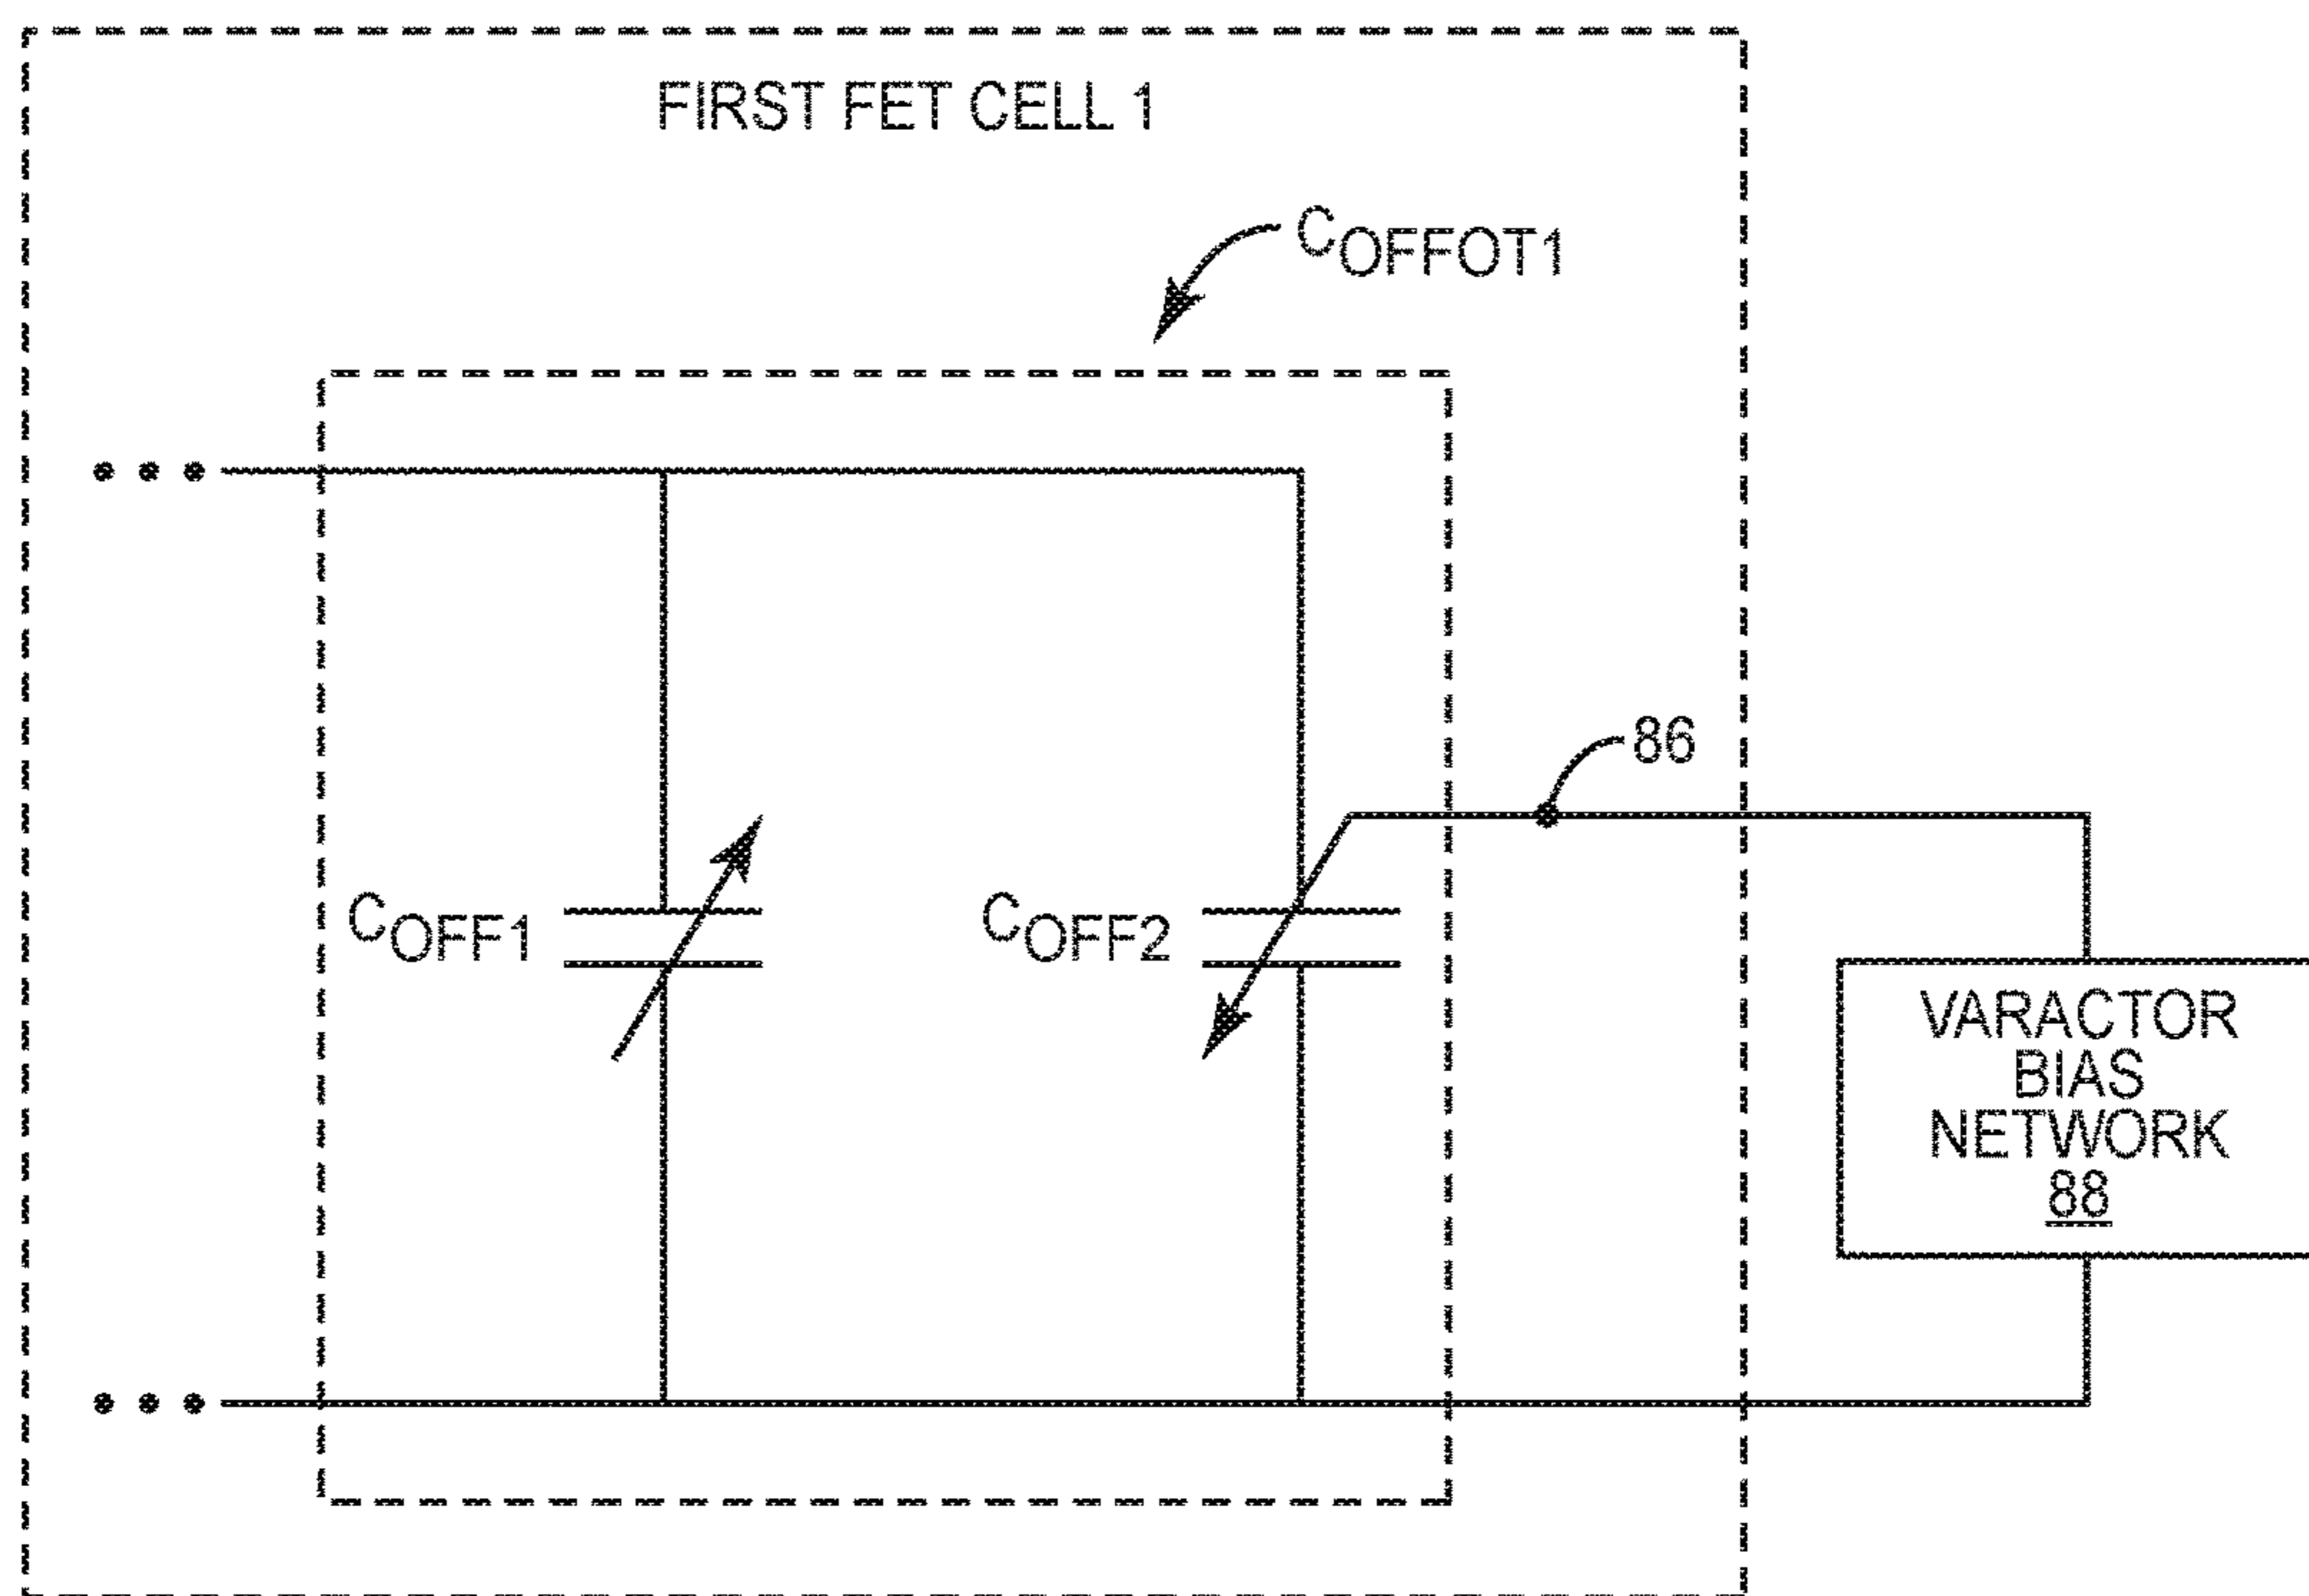 FIRST FET CELL 1
COFFOT1
86
COFF1
COFF2
VARACTOR
BIAS
NETWORK
88